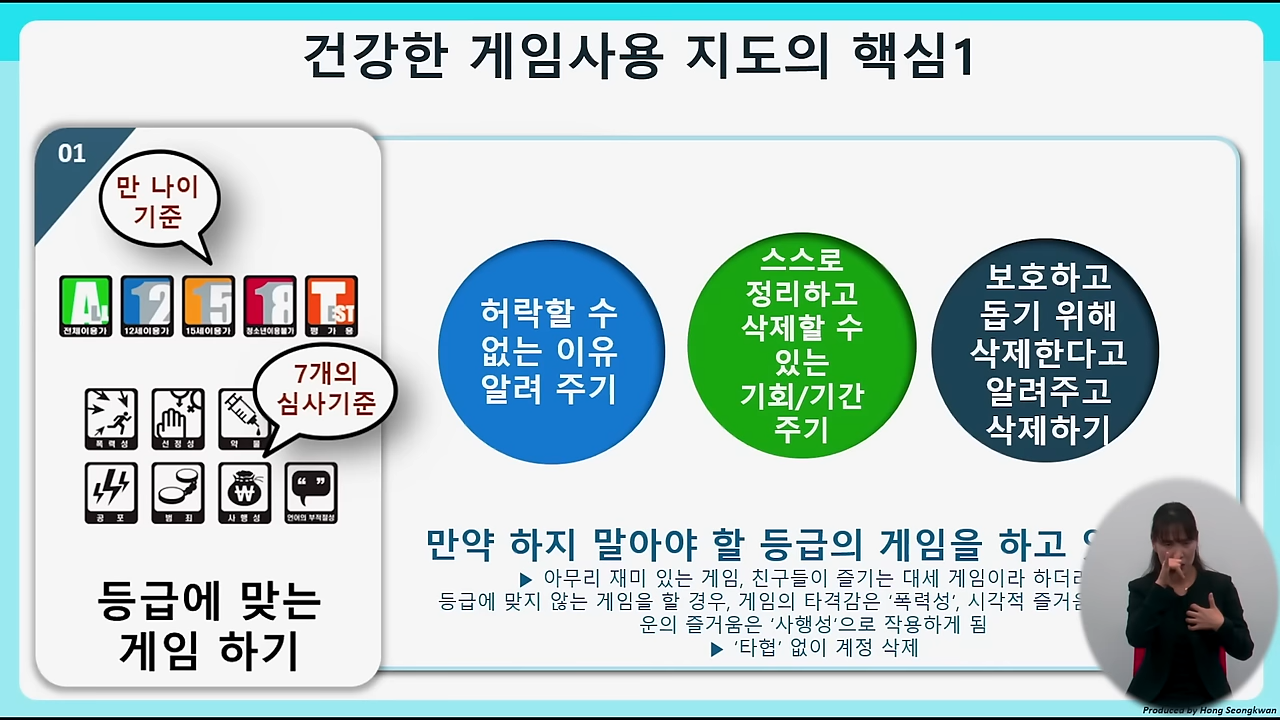 건강한 게임사용 지도의 핵심1
01
만 나이
기준
ALL
12
15
18
TEST
전체이용가
12세이용가
15세이용가
청소년이용불가
평가용
7개의
심사기준
폭력성
선정성
약물
공포
범죄
사행성
언어의 부적절성
등급에 맞는
게임 하기
허락할 수
없는 이유
알려 주기
스스로
정리하고
삭제할 수
있는
기회/기간
주기
보호하고
돕기 위해
삭제한다고
알려주고
삭제하기
만약 하지 말아야 할 등급의 게임을 하고
▶ 아무리 재미 있는 게임, 친구들이 즐기는 대세 게임이라
등급에 맞지 않는 게임을 할 경우, 게임의 타격감은 ‘폭력성’, 시각적
운의 즐거움은 ‘사행성‘으로 작용하게 됨
▶ ‘타협’ 없이 계정 삭제
Produced by Hong Seongkwan